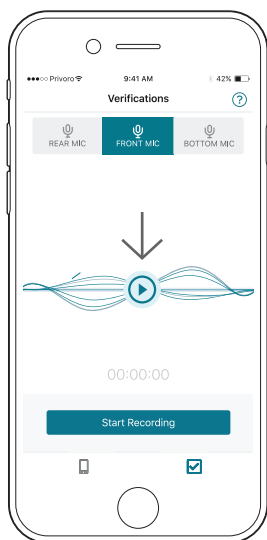 Privoro 9:41 AM 42%
Verifications ?
REAR MIC FRONT MIC BOTTOM MIC
00:00:00
Start Recording